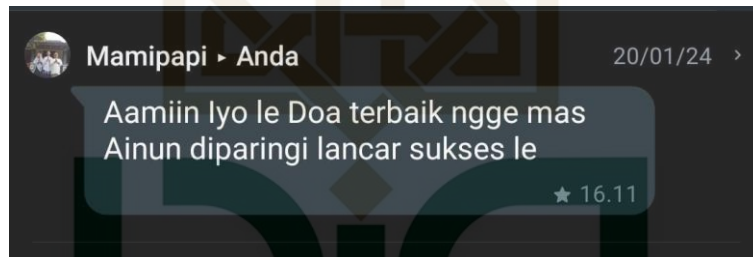 Mamipapi ▸ Anda
20/01/24 >
Aamiin Iyo le Doa terbaik ngge mas
Ainun diparingi lancar sukses le
★ 16.11